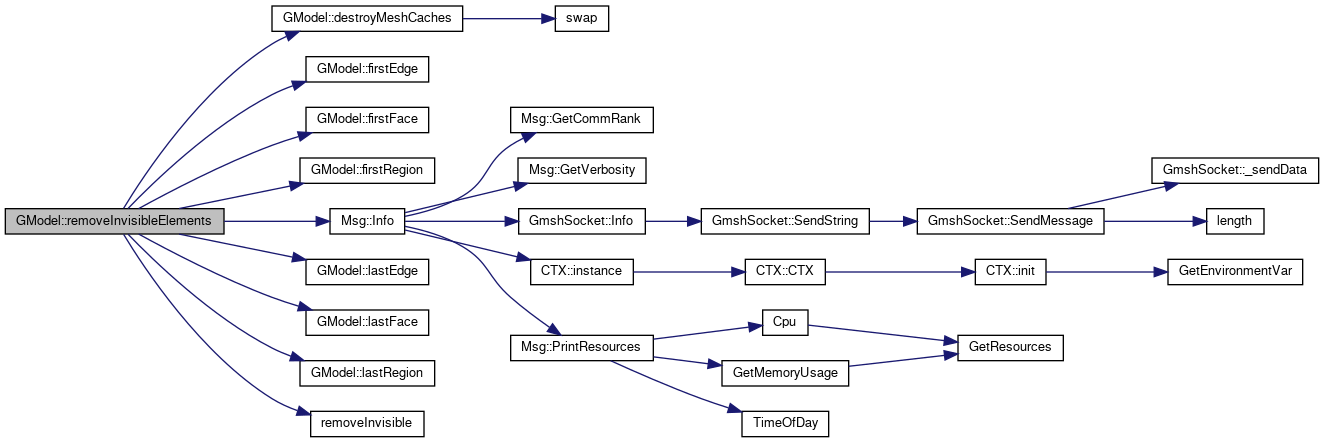 GModel::destroyMeshCaches
swap
GModel::firstEdge
GModel::firstFace
Msg::GetCommRank
GModel::firstRegion
Msg::GetVerbosity
GmshSocket::_sendData
GModel::removeInvisibleElements
Msg::Info
GmshSocket::Info
GmshSocket::SendString
GmshSocket::SendMessage
length
GModel::lastEdge
CTX::instance
CTX::CTX
CTX::init
GetEnvironmentVar
GModel::lastFace
Cpu
Msg::PrintResources
GetResources
GModel::lastRegion
GetMemoryUsage
removeInvisible
TimeOfDay